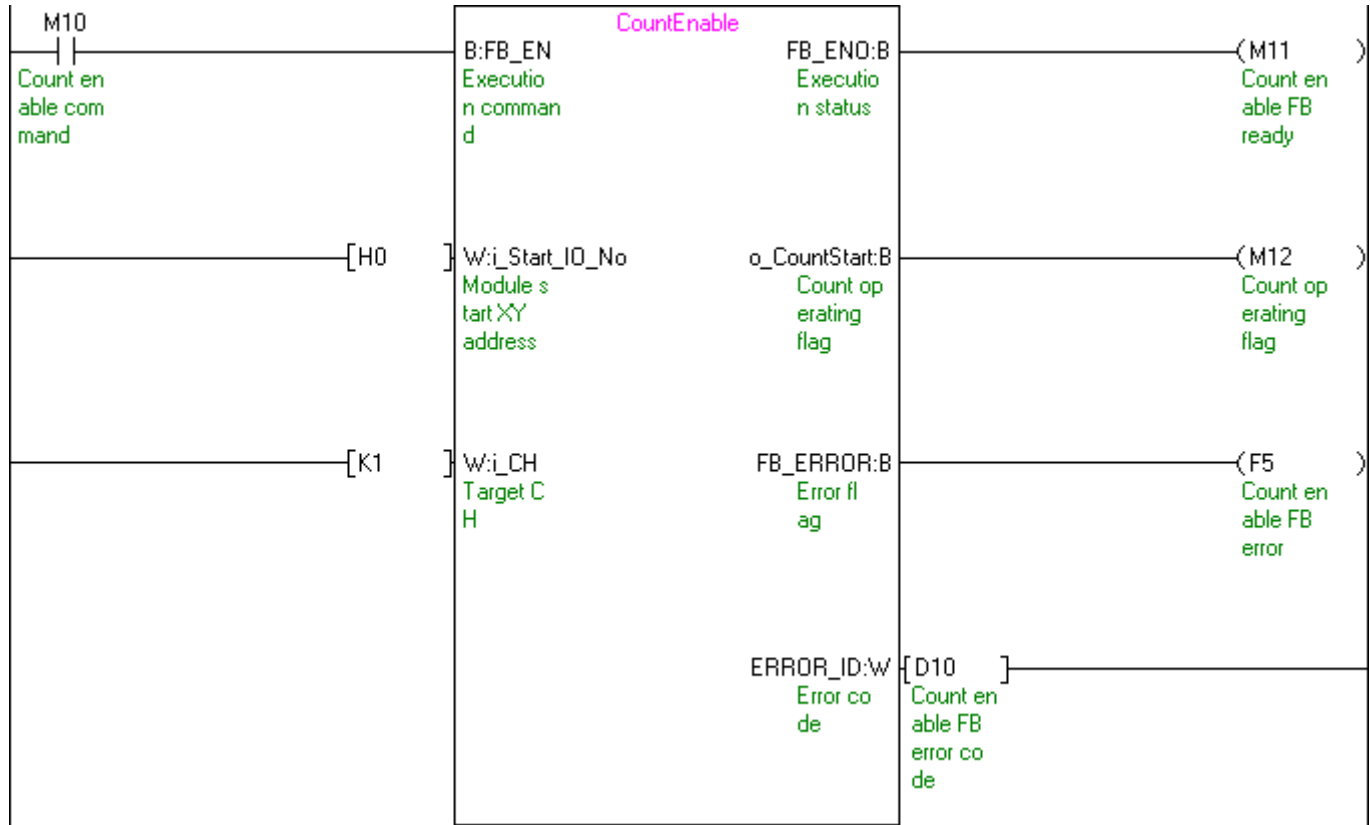 M10
CountEnable
B:FB_EN
FB_ENO:B
(M11 )
Count en
able com
mand
Executio
n comman
d
Executio
n status
Count en
able FB
ready
[H0 ]
W:i_Start_IO_No
o_CountStart:B
(M12 )
Module s
tart XY
address
Count op
erating
flag
Count op
erating
flag
[K1 ]
W:i_CH
FB_ERROR:B
(F5 )
Target C
H
Error fl
ag
Count en
able FB
error
ERROR_ID:W
[D10 ]
Error co
de
Count en
able FB
error co
de